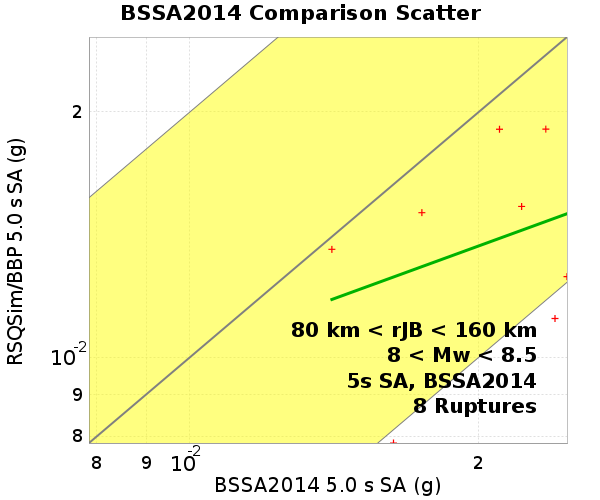 BSSA2014 Comparison Scatter
RSQSim/BBP 5.0 s SA (g)
2
10-2
9
8
80 km < rJB < 160 km
8 < Mw < 8.5
5s SA, BSSA2014
8 Ruptures
8 9 10-2 2
BSSA2014 5.0 s SA (g)